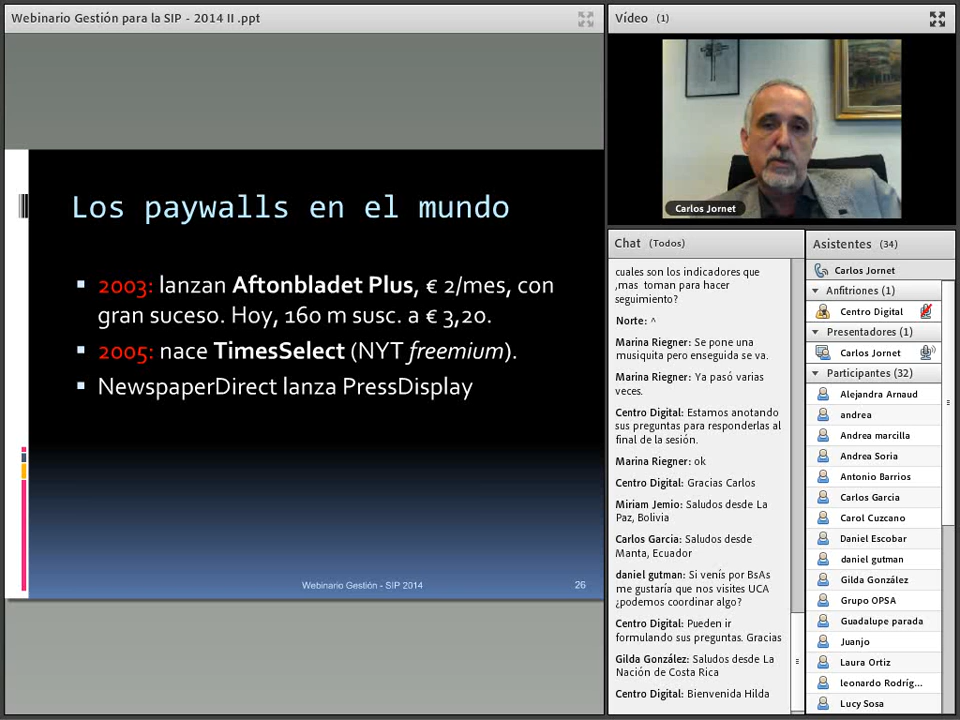 Webinario Gestión para la SIP - 2014 II .ppt
Los paywalls en el mundo
2003: lanzan Aftonbladet Plus, € 2/mes, con
gran suceso. Hoy, 160 m susc. a € 3,20.
2005: nace TimesSelect (NYT freemium).
NewspaperDirect lanza PressDisplay
Webinario Gestión - SIP 2014
26
Vídeo (1)
Carlos Jornet
Chat (Todos)
cuales son los indicadores que
,mas toman para hacer
seguimiento?
Norte: ^
Marina Riegner: Se pone una
musiquita pero enseguida se va.
Marina Riegner: Ya pasó varias
veces.
Centro Digital: Estamos anotando
sus preguntas para responderlas al
final de la sesión.
Marina Riegner: ok
Centro Digital: Gracias Carlos
Miriam Jemio: Saludos desde La
Paz, Bolivia
Carlos Garcia: Saludos desde
Manta, Ecuador
daniel gutman: Si venís por BsAs
me gustaría que nos visites UCA
¿podemos coordinar algo?
Centro Digital: Pueden ir
formulando sus preguntas. Gracias
Gilda González: Saludos desde La
Nación de Costa Rica
Centro Digital: Bienvenida Hilda
Asistentes (34)
Carlos Jornet
Anfitriones (1)
Centro Digital
Presentadores (1)
Carlos Jornet
Participantes (32)
Alejandra Arnaud
andrea
Andrea marcilla
Andrea Soria
Antonio Barrios
Carlos Garcia
Carol Cuzcano
Daniel Escobar
daniel gutman
Gilda González
Grupo OPSA
Guadalupe parada
Juanjo
Laura Ortiz
leonardo Rodríg...
Lucy Sosa